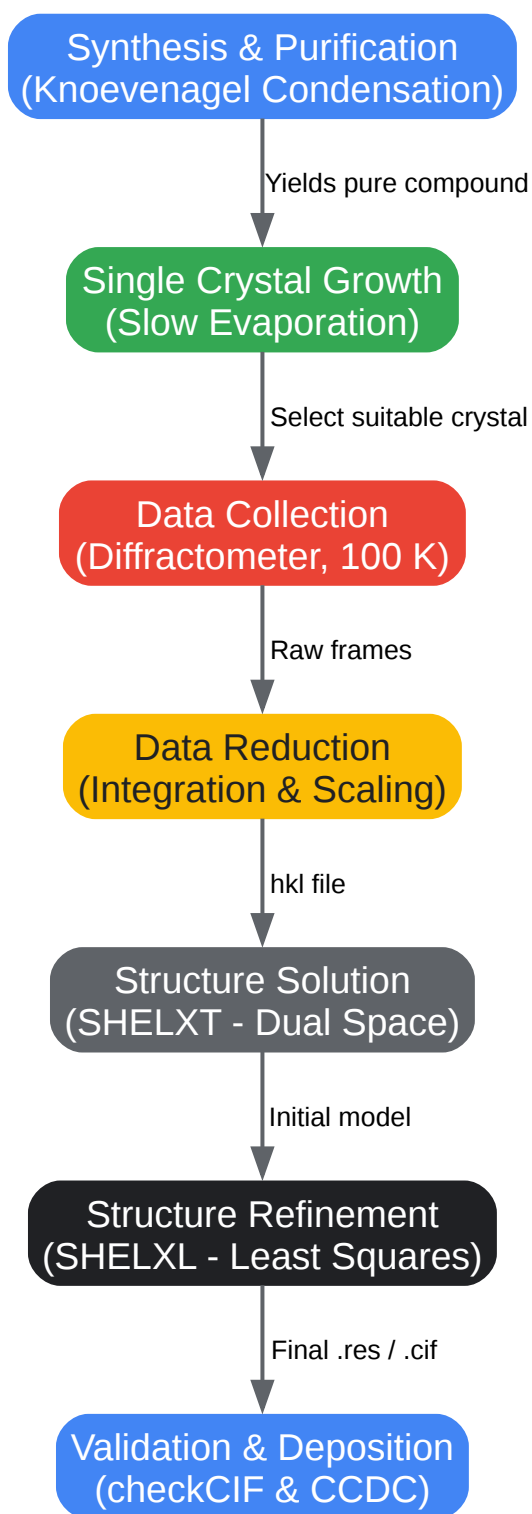 Synthesis & Purification
(Knoevenagel Condensation)
Yields pure compound
Single Crystal Growth
(Slow Evaporation)
Select suitable crystal
Data Collection
(Diffractometer, 100 K)
Raw frames
Data Reduction
(Integration & Scaling)
hkl file
Structure Solution
(SHELXT - Dual Space)
Initial model
Structure Refinement
(SHELXL - Least Squares)
Final .res / .cif
Validation & Deposition
(checkCIF & CCDC)